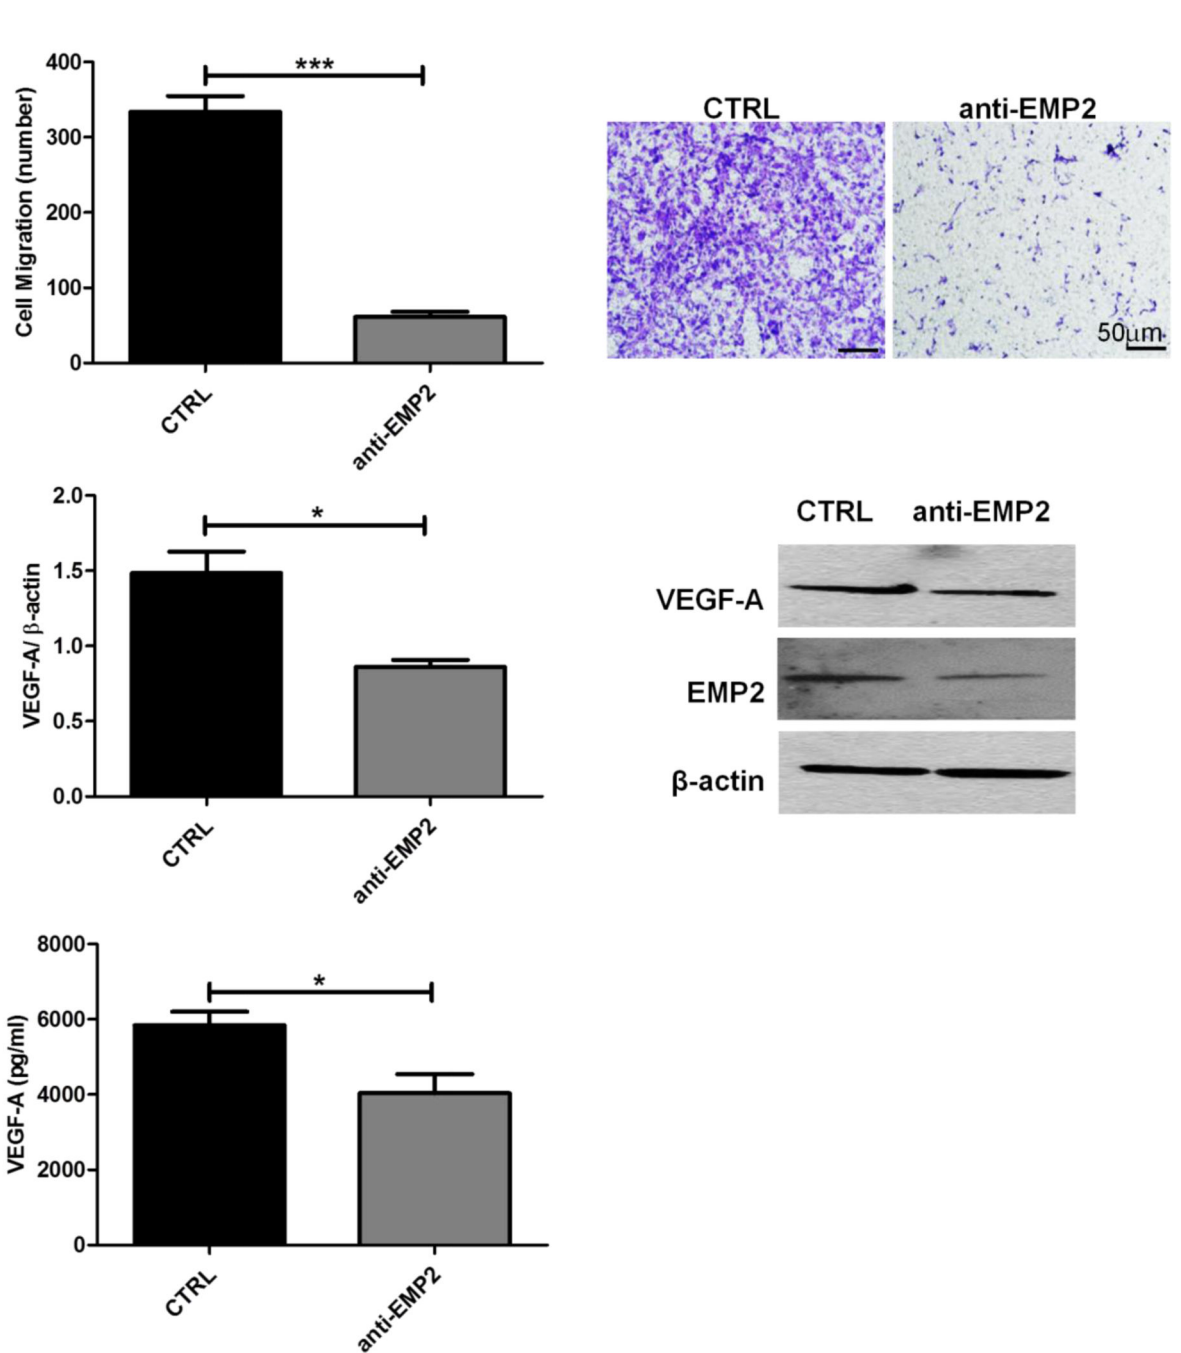 400
300
200
100
0
Cell Migration (number)
***
CTRL
anti-EMP2
CTRL
anti-EMP2
50µm
2.0
1.5
1.0
0.5
0.0
VEGF-A/ β-actin
*
CTRL
anti-EMP2
CTRL anti-EMP2
VEGF-A
EMP2
β-actin
8000
6000
4000
2000
0
VEGF-A (pg/ml)
*
CTRL
anti-EMP2